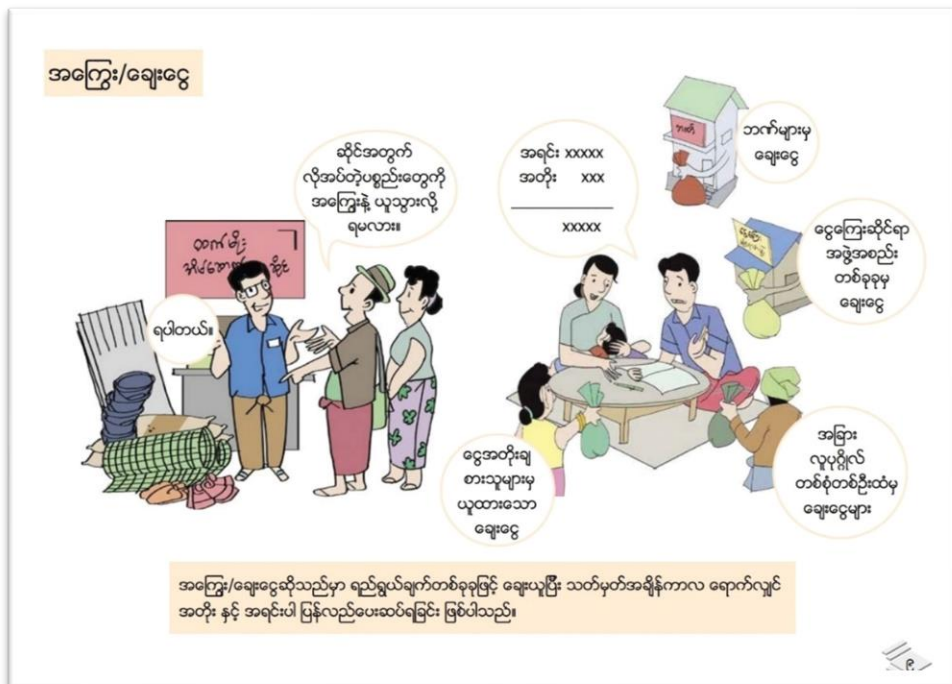 အကြွေး/ချေးငွေ
ဆိုင်အတွက်
လိုအပ်တဲ့ပစ္စည်းတွေကို
အကြွေးနဲ့ ယူသွားလို့
ရမလား။
ရပါတယ်။
အရင်း xxxxx
အတိုး xxx
xxxxx
ဘဏ်
ဘဏ်များမှ
ချေးငွေ
ငွေကြေးဆိုင်ရာ
အဖွဲ့အစည်း
တစ်ခုခုမှ
ချေးငွေ
ငွေအတိုးချ
စားသူများမှ
ယူထားသော
ချေးငွေ
အခြား
လူပုဂ္ဂိုလ်
တစ်စုံတစ်ဦးထံမှ
ချေးငွေများ
အကြွေး/ချေးငွေဆိုသည်မှာ ရည်ရွယ်ချက်တစ်ခုခုဖြင့် ချေးယူပြီး သတ်မှတ်အချိန်ကာလ ရောက်လျှင်
အတိုး နှင့် အရင်းပါ ပြန်လည်ပေးဆပ်ရခြင်း ဖြစ်ပါသည်။
၉